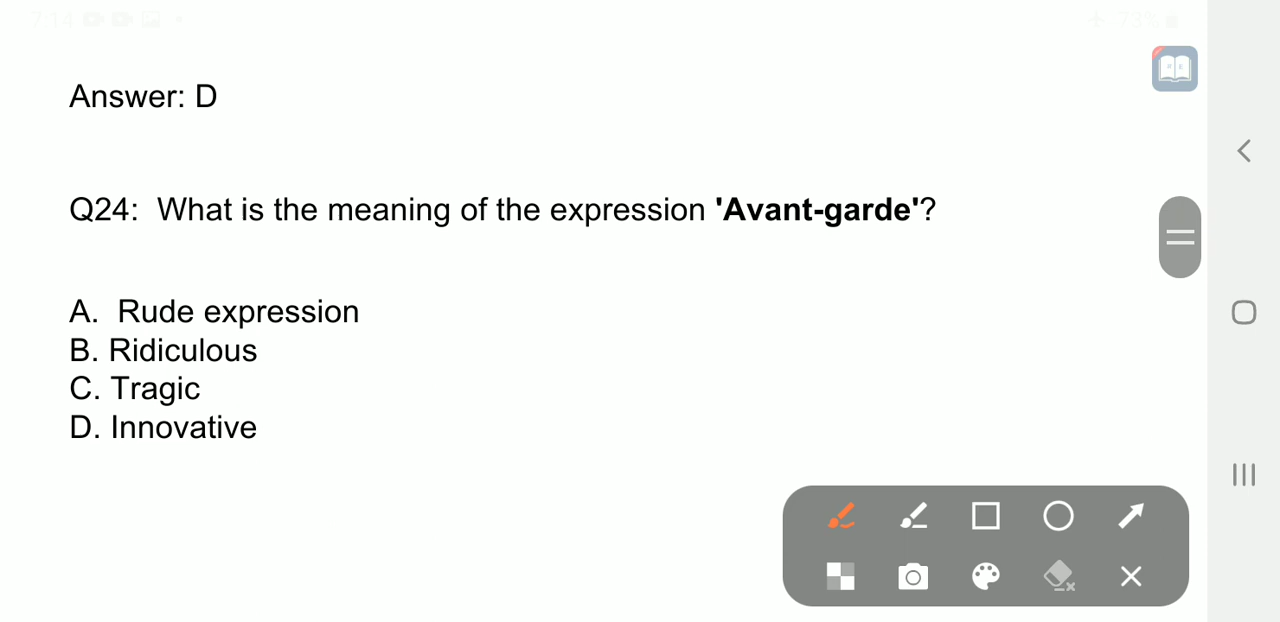 Answer: D
Q24:  What is the meaning of the expression 'Avant-garde'?
A.  Rude expression
B. Ridiculous
C. Tragic
D. Innovative